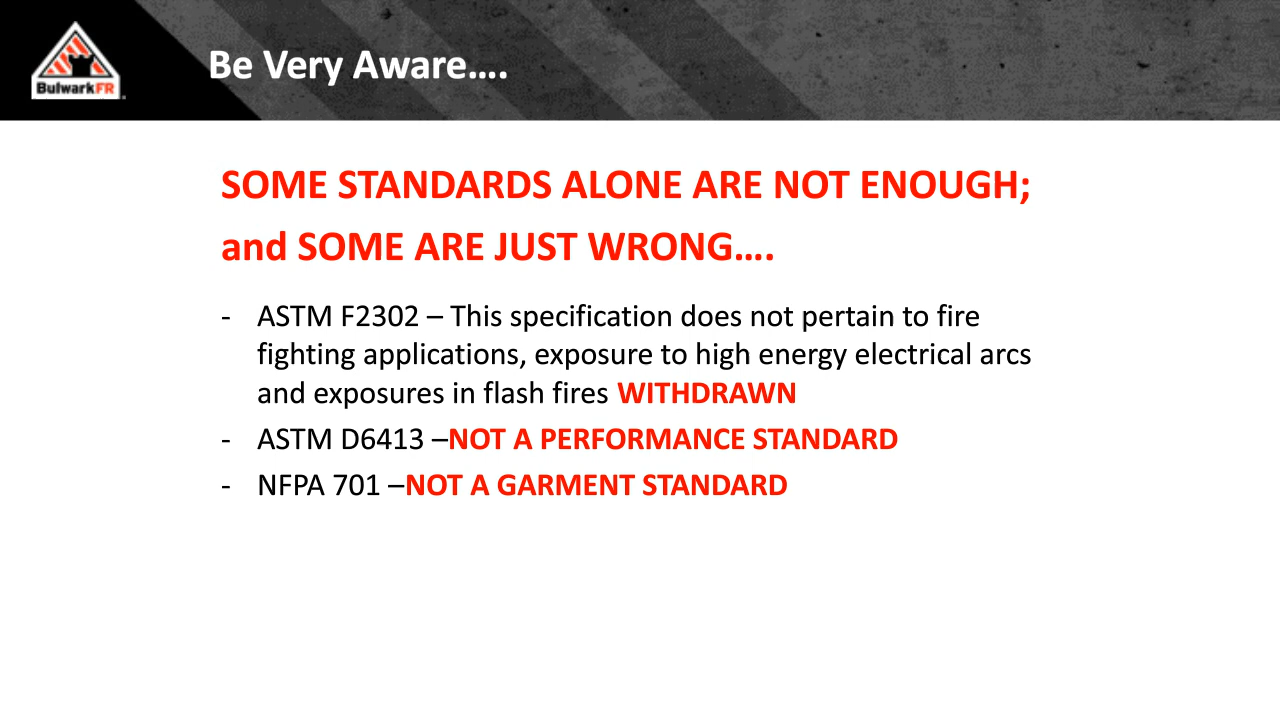 BulwarkFR
Be Very Aware....
SOME STANDARDS ALONE ARE NOT ENOUGH;
and SOME ARE JUST WRONG....
- ASTM F2302 – This specification does not pertain to fire
fighting applications, exposure to high energy electrical arcs
and exposures in flash fires WITHDRAWN
- ASTM D6413 –NOT A PERFORMANCE STANDARD
- NFPA 701 –NOT A GARMENT STANDARD